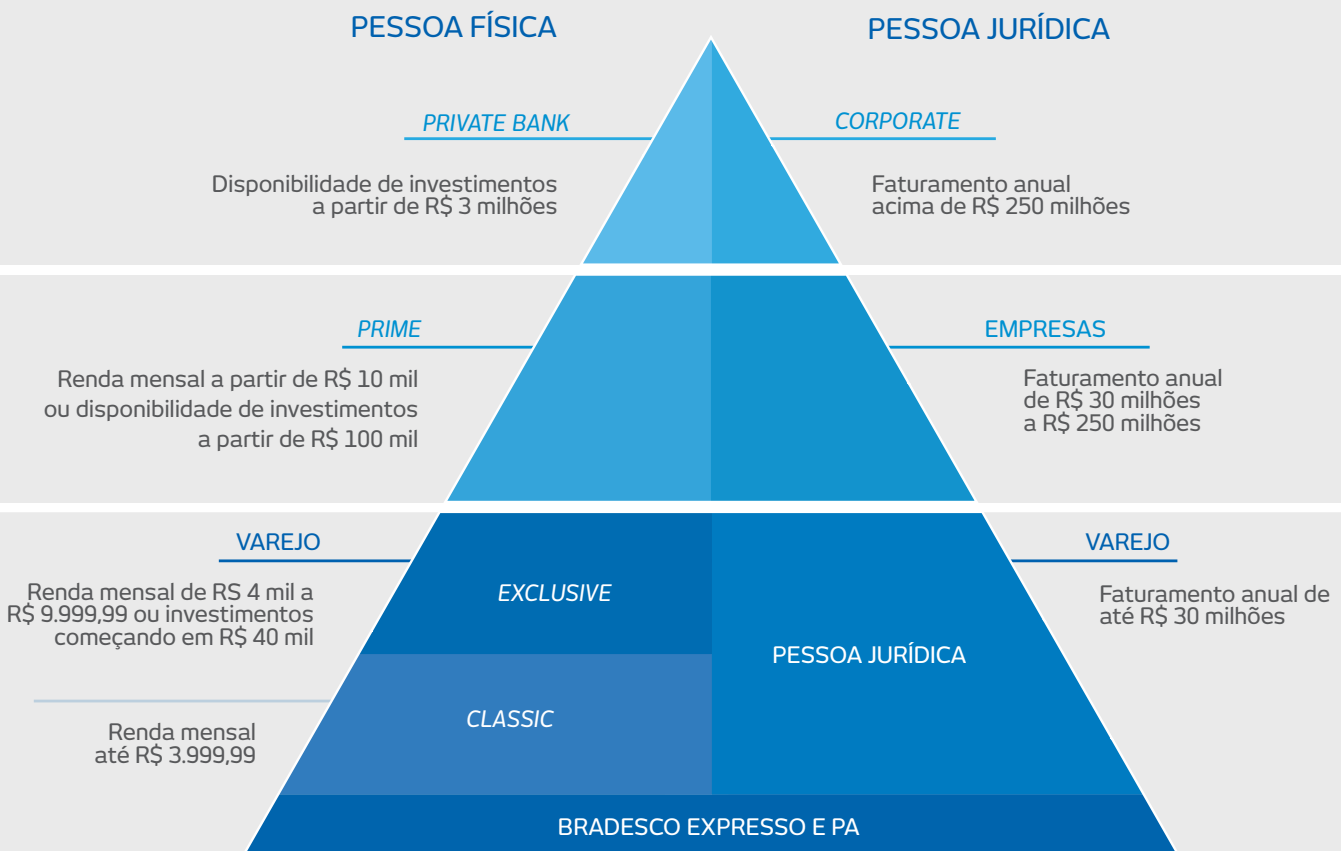 PESSOA FÍSICA
PESSOA JURÍDICA
PRIVATE BANK
Disponibilidade de investimentos
a partir de R$ 3 milhões
CORPORATE
Faturamento anual
acima de R$ 250 milhões
PRIME
Renda mensal a partir de R$ 10 mil
ou disponibilidade de investimentos
a partir de R$ 100 mil
EMPRESAS
Faturamento anual
de R$ 30 milhões
a R$ 250 milhões
VAREJO
Renda mensal de RS 4 mil a
R$ 9.999,99 ou investimentos
começando em R$ 40 mil
EXCLUSIVE
VAREJO
Faturamento anual de
até R$ 30 milhões
PESSOA JURÍDICA
Renda mensal
até R$ 3.999,99
CLASSIC
BRADESCO EXPRESSO E PA